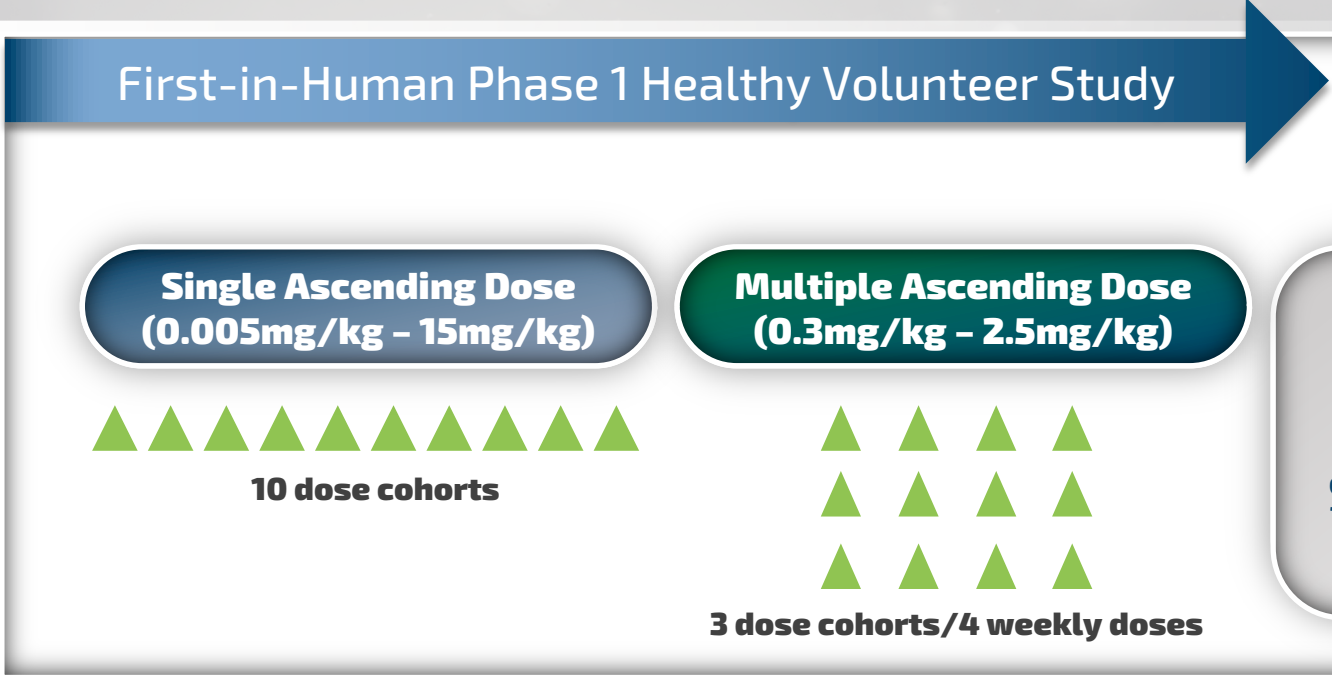 First-in-Human Phase 1 Healthy Volunteer Study
Single Ascending Dose
(0.005mg/kg – 15mg/kg)
10 dose cohorts
Multiple Ascending Dose
(0.3mg/kg – 2.5mg/kg)
3 dose cohorts/4 weekly doses